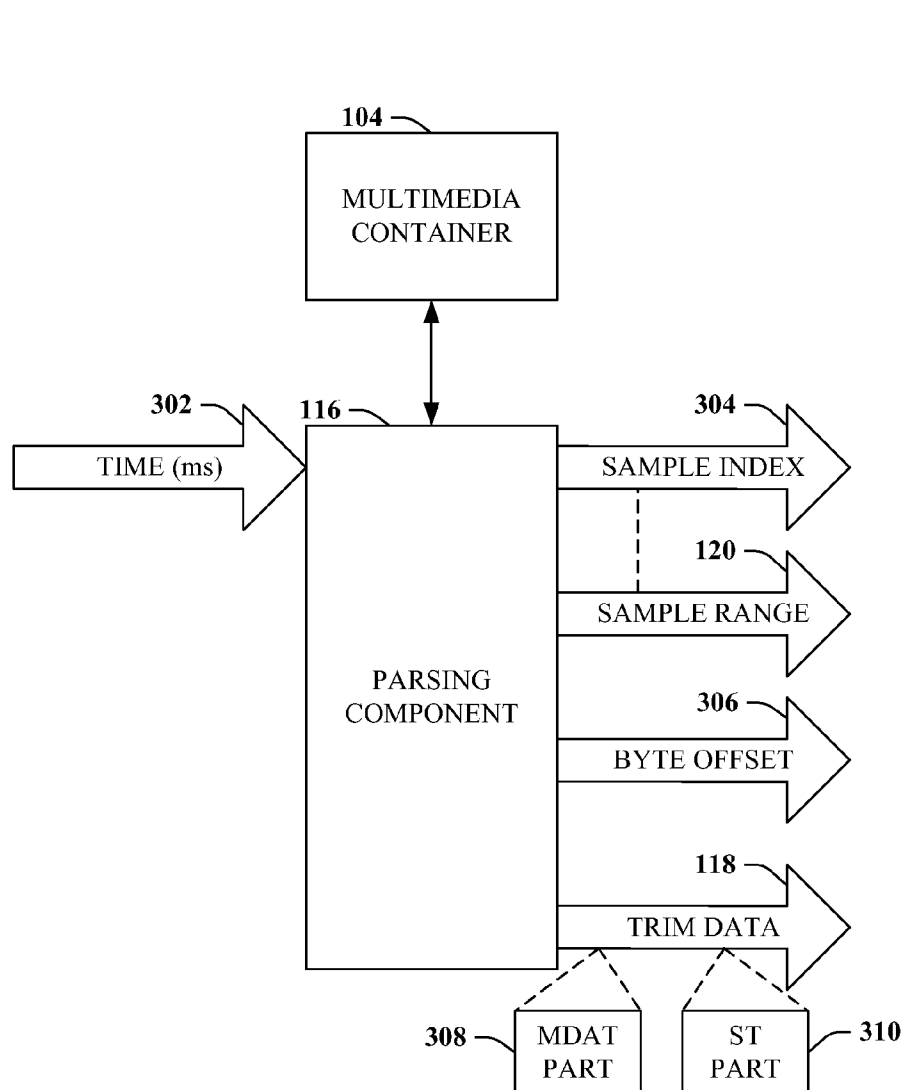 104
MULTIMEDIA
CONTAINER
302
116
304
TIME (ms)
SAMPLE INDEX
120
SAMPLE RANGE
PARSING
COMPONENT
306
BYTE OFFSET
118
TRIM DATA
308
MDAT
PART
ST
PART
310